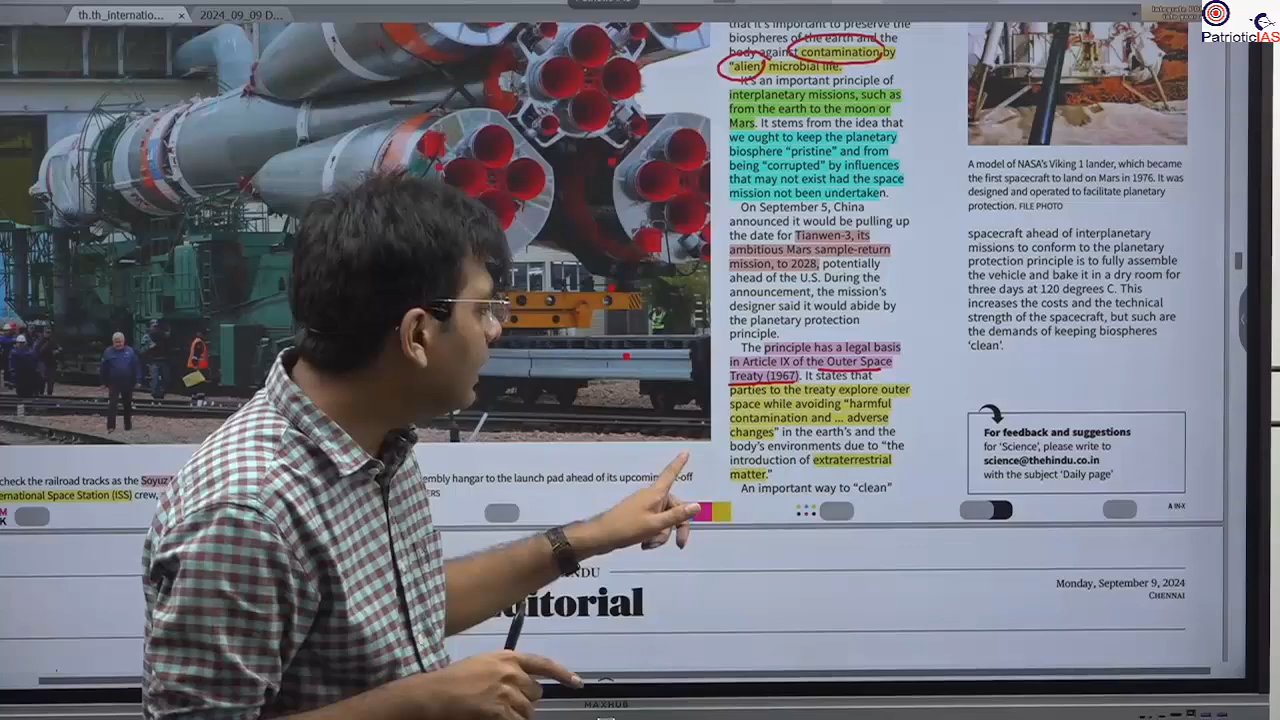 th.th_internatio...
2024_09_09 D...
PatrioticIAS
that it's important to preserve the
biospheres of the earth and the
body against contamination by
"alien" microbial life.
It's an important principle of
interplanetary missions, such as
from the earth to the moon or
Mars. It stems from the idea that
we ought to keep the planetary
biosphere "pristine" and from
being "corrupted" by influences
that may not exist had the space
mission not been undertaken.
On September 5, China
announced it would be pulling up
the date for Tianwen-3, its
ambitious Mars sample-return
mission, to 2028, potentially
ahead of the U.S. During the
announcement, the mission's
designer said it would abide by
the planetary protection
principle.
The principle has a legal basis
in Article IX of the Outer Space
Treaty (1967). It states that
parties to the treaty explore outer
space while avoiding "harmful
contamination and ... adverse
changes" in the earth's and the
body's environments due to "the
introduction of extraterrestrial
matter."
An important way to "clean"
A model of NASA's Viking 1 lander, which became
the first spacecraft to land on Mars in 1976. It was
designed and operated to facilitate planetary
protection. FILE PHOTO
spacecraft ahead of interplanetary
missions to conform to the planetary
protection principle is to fully assemble
the vehicle and bake it in a dry room for
three days at 120 degrees C. This
increases the costs and the technical
strength of the spacecraft, but such are
the demands of keeping biospheres
'clean'.
For feedback and suggestions
for 'Science', please write to
science@thehindu.co.in
with the subject 'Daily page'
check the railroad tracks as the Soyuz
embly hangar to the launch pad ahead of its upcoming -off
ernational Space Station (ISS) crew,
ERS
M
K
A IN-X
NDU
itorial
Monday, September 9, 2024
CHENNAI
MAXHUB